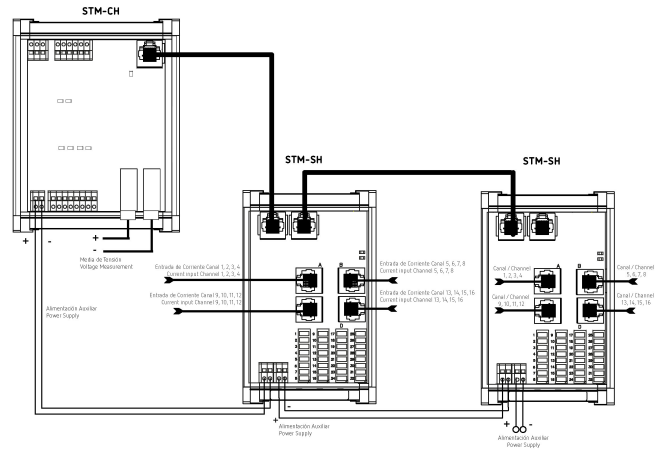 STM-CH
STM-SH
STM-SH
+
-
+
-
Media de Tensión
Voltage Measurement
Entrada de Corriente Canal 1, 2, 3, 4
Current input Channel 1, 2, 3, 4
Entrada de Corriente Canal 5, 6, 7, 8
Current input Channel 5, 6, 7, 8
Entrada de Corriente Canal 9, 10, 11, 12
Current input Channel 9, 10, 11, 12
Entrada de Corriente Canal 13, 14, 15, 16
Current input Channel 13, 14, 15, 16
A
B
D
Canal / Channel
1, 2, 3, 4
Canal / Channel
5, 6, 7, 8
Canal / Channel
9, 10, 11, 12
Canal / Channel
13, 14, 15, 16
A
Alimentación Auxiliar
Power Supply
+
-
Alimentación Auxiliar
Power Supply
+
-
Alimentación Auxiliar
Power Supply